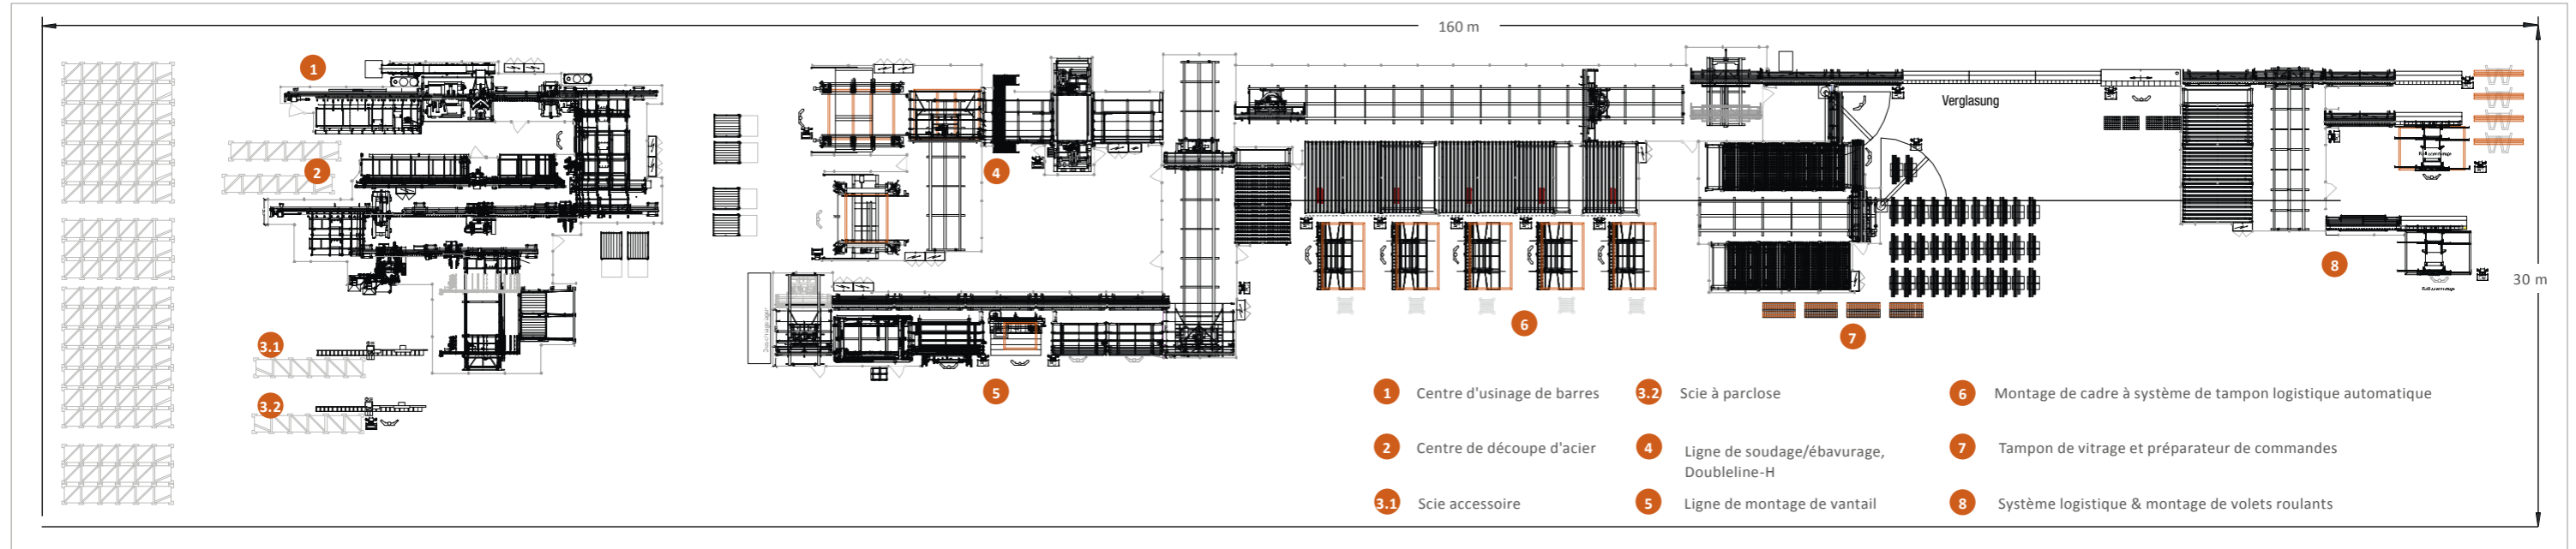 160 m
1
Verglasung
2
4
8
30 m
6
3.1
7
5
3.2
1 Centre d'usinage de barres
3.2 Scie à parclose
6 Montage de cadre à système de tampon logistique automatique
2 Centre de découpe d'acier
4 Ligne de soudage/ébavurage,
Doubleline-H
7 Tampon de vitrage et préparateur de commandes
3.1 Scie accessoire
5 Ligne de montage de vantail
8 Système logistique & montage de volets roulants